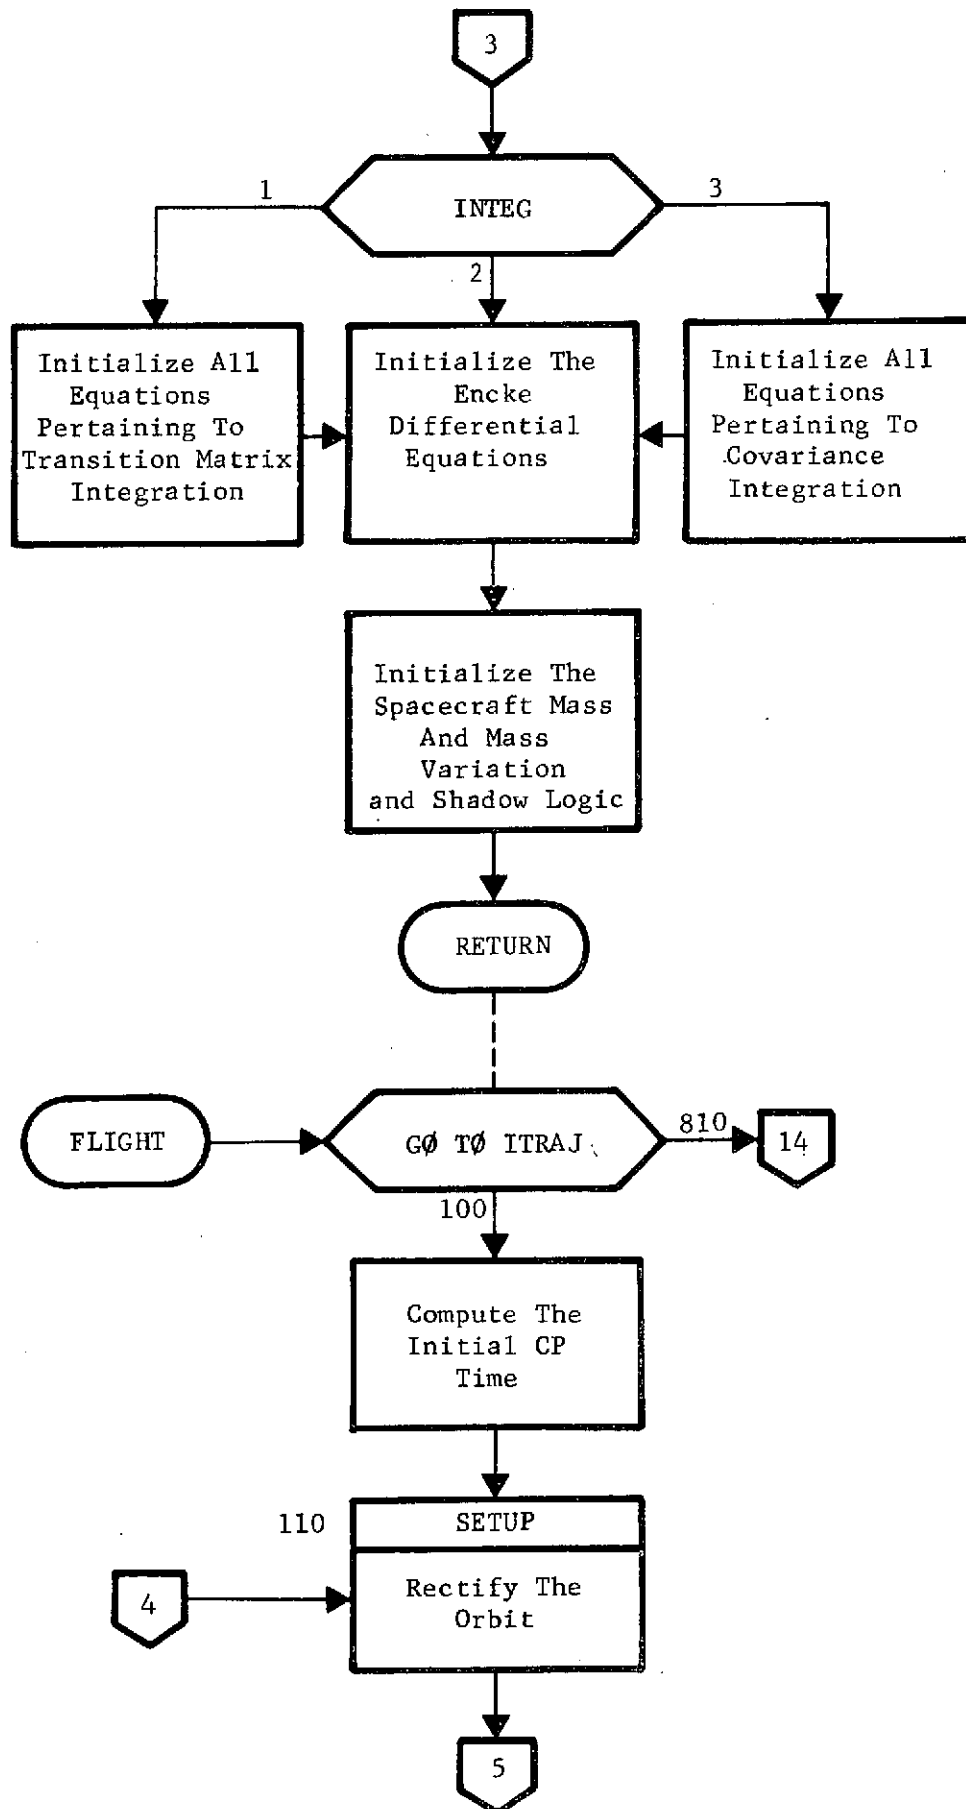 3
1
INTEG
3
2
Initialize All
Equations
Pertaining To
Transition Matrix
Integration
Initialize The
Encke
Differential
Equations
Initialize All
Equations
Pertaining To
Covariance
Integration
Initialize The
Spacecraft Mass
And Mass
Variation
and Shadow Logic
RETURN
FLIGHT
GØ TØ ITRAJ
810
14
100
Compute The
Initial CP
Time
110
SETUP
4
Rectify The
Orbit
5